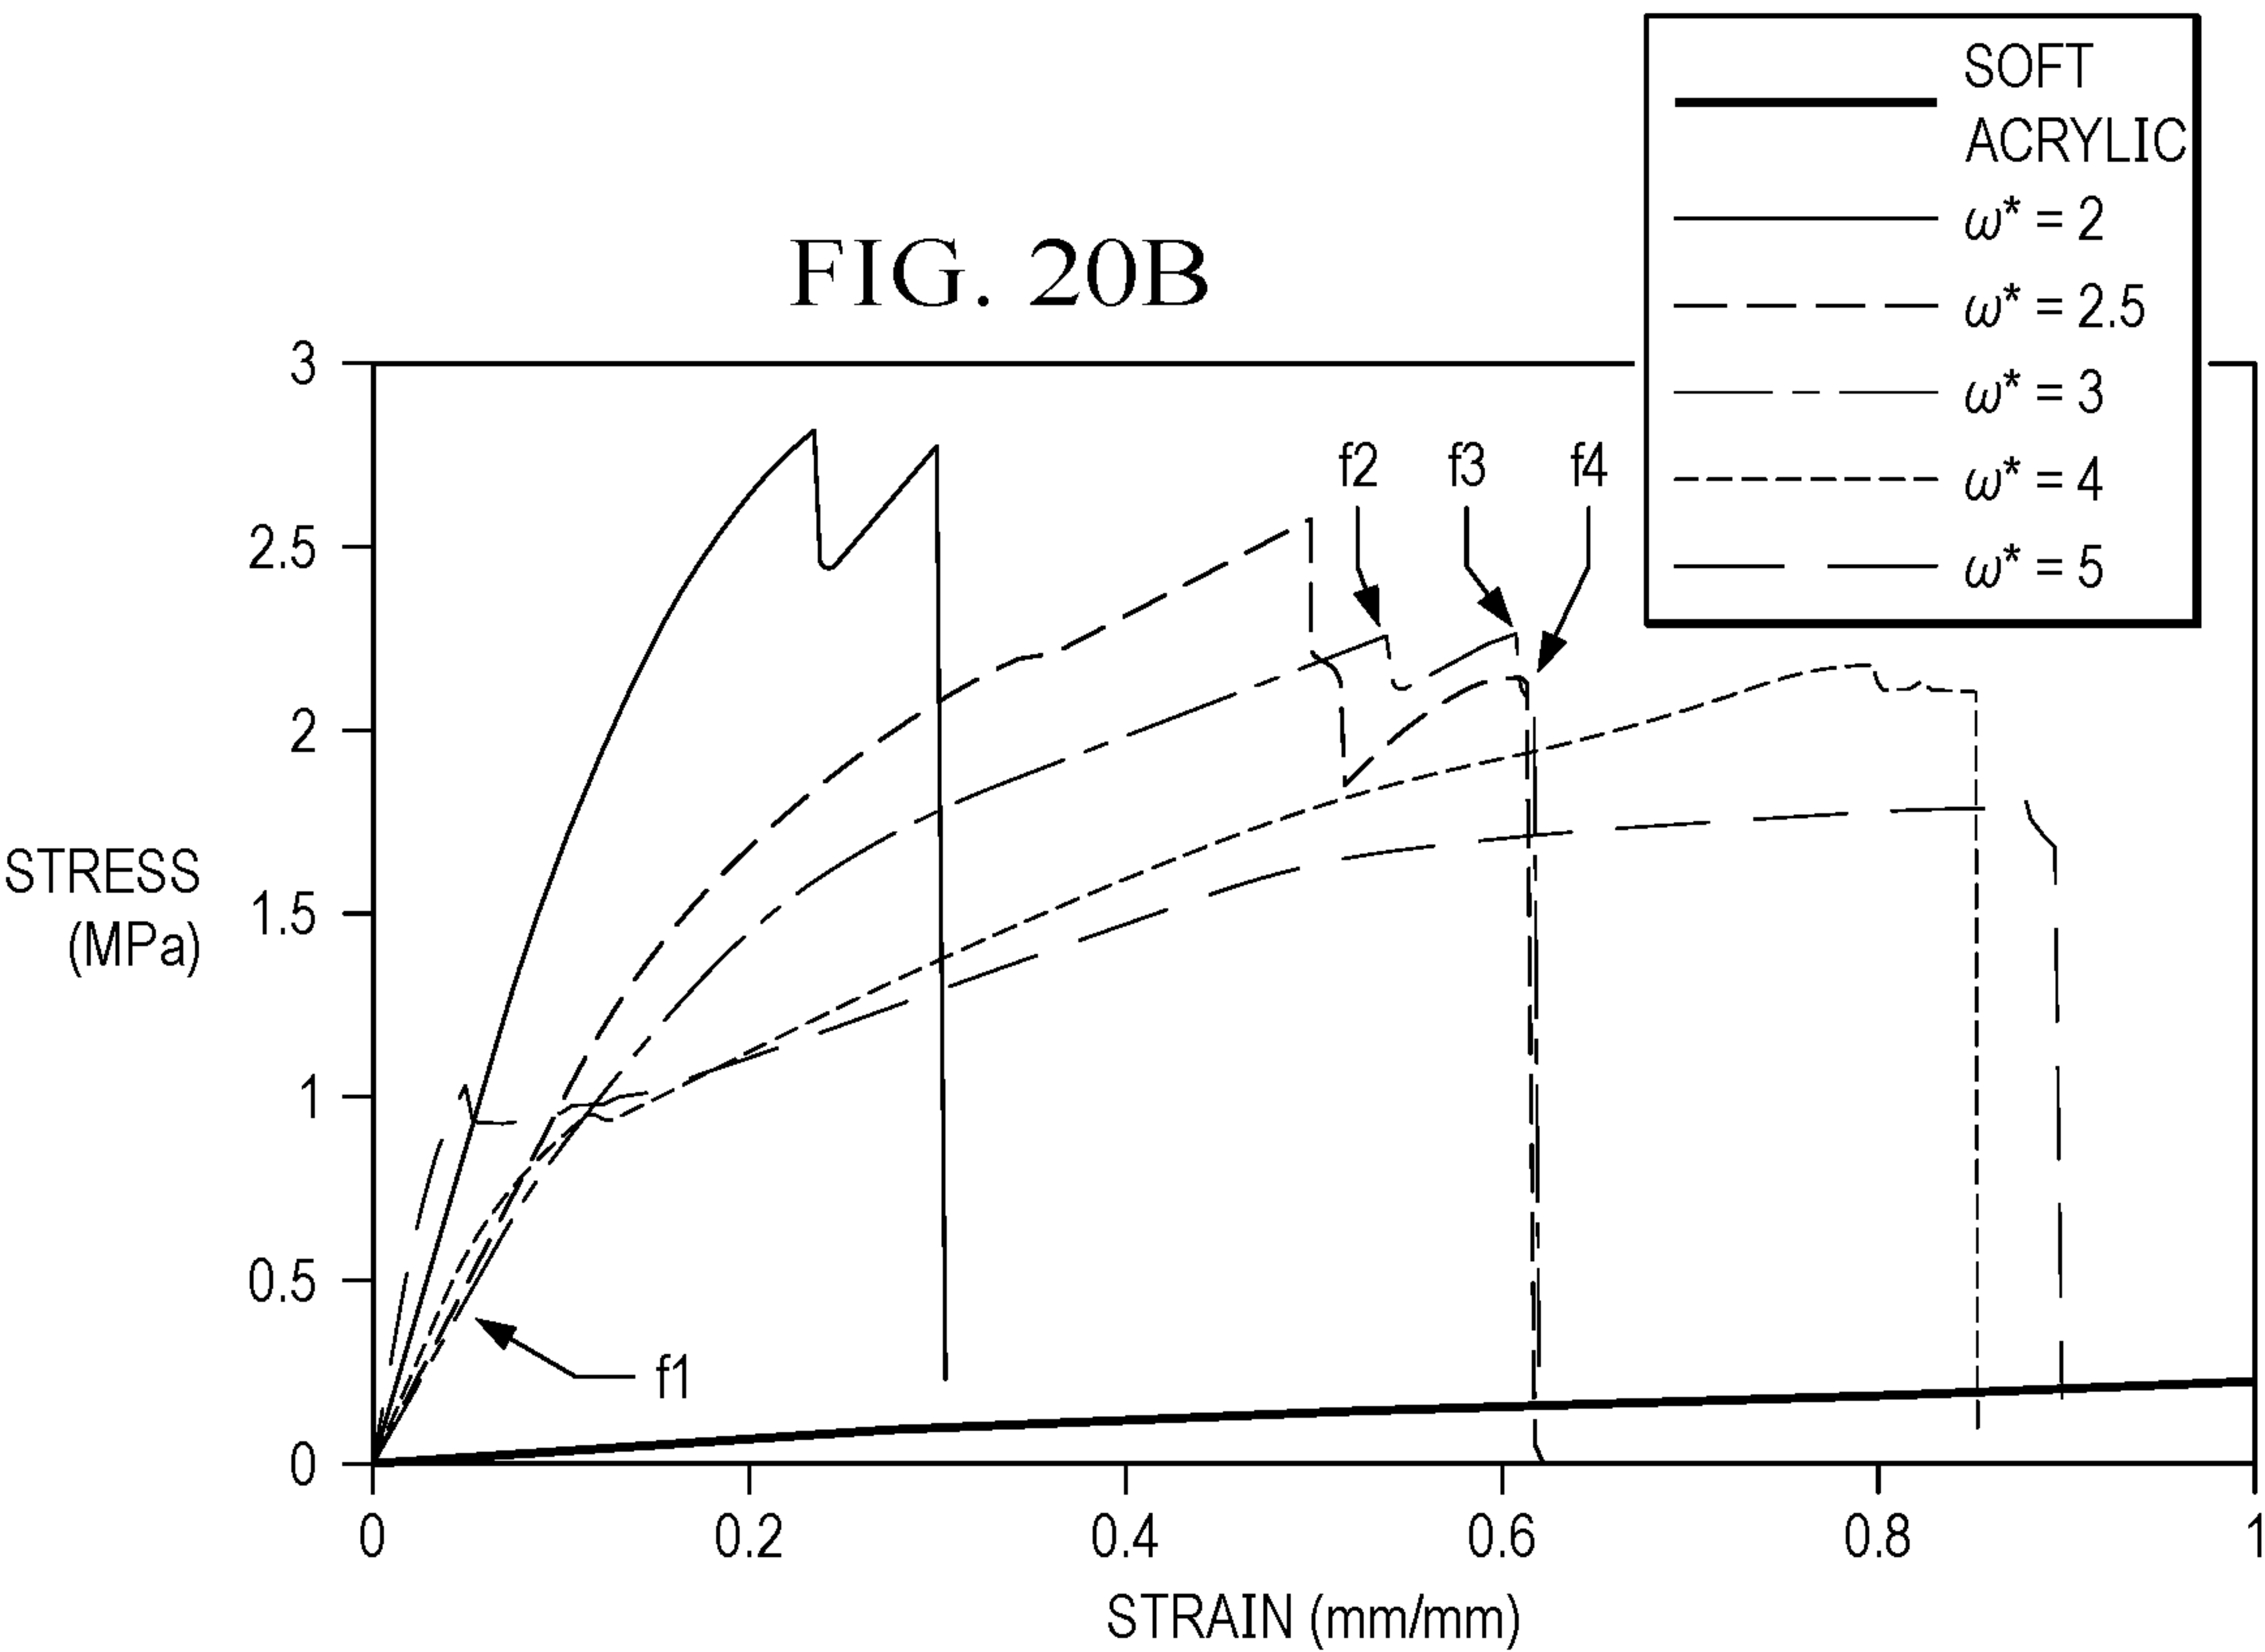 SOFT
ACRYLIC
ω* = 2
ω* = 2.5
ω* = 3
ω* = 4
ω* = 5
FIG. 20B
3
2.5
2
1.5
1
0.5
0
STRESS
(MPa)
f2 f3 f4
f1
0 0.2 0.4 0.6 0.8 1
STRAIN (mm/mm)